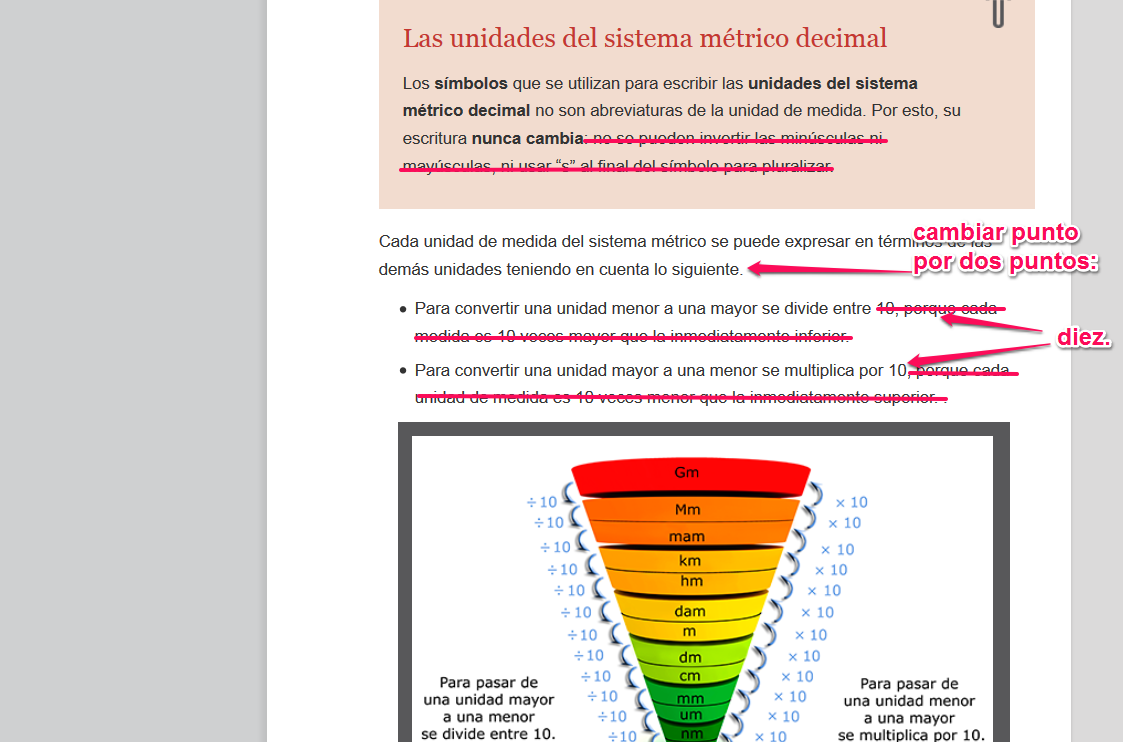 Las unidades del sistema métrico decimal
Los símbolos que se utilizan para escribir las unidades del sistema
métrico decimal no son abreviaturas de la unidad de medida. Por esto, su
escritura nunca cambia: no se pueden invertir las minúsculas ni
mayúsculas, ni usar “s” al final del símbolo para pluralizar.
Cada unidad de medida del sistema métrico se puede expresar en términos de las
demás unidades teniendo en cuenta lo siguiente.
cambiar punto
por dos puntos:
Para convertir una unidad menor a una mayor se divide entre 10, porque cada
medida es 10 veces mayor que la inmediatamente inferior.
diez.
Para convertir una unidad mayor a una menor se multiplica por 10, porque cada
unidad de medida es 10 veces menor que la inmediatamente superior. .
Gm
÷10 Mm × 10
÷10 × 10
mam
÷10 × 10
km
÷10 × 10
hm
÷10 × 10
dam
÷10 × 10
m
÷10 × 10
dm
÷10 × 10
cm
÷10 × 10
mm
÷10 × 10
um
÷10 × 10
nm
÷10 × 10
Para pasar de
una unidad mayor
a una menor
se divide entre 10.
Para pasar de
una unidad menor
a una mayor
se multiplica por 10.